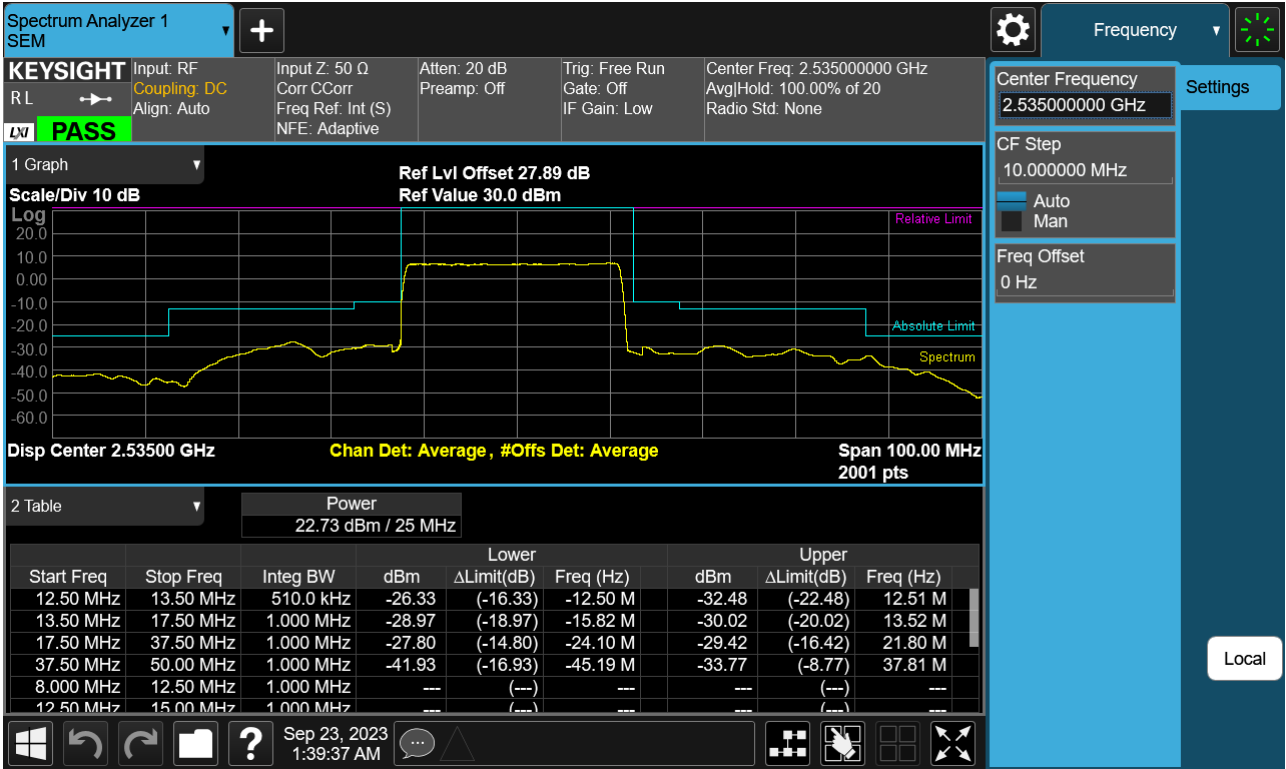 Spectrum Analyzer 1
SEM
Frequency
KEYSIGHT
R L
LXI
PASS
Input: RF
Coupling: DC
Align: Auto
Input Z: 50 Ω
Corr CCorr
Freq Ref: Int (S)
NFE: Adaptive
Atten: 20 dB
Preamp: Off
Trig: Free Run
Gate: Off
IF Gain: Low
Center Freq: 2.535000000 GHz
Avg|Hold: 100.00% of 20
Radio Std: None
Center Frequency
2.535000000 GHz
Settings
CF Step
10.000000 MHz
Auto
Man
Freq Offset
0 Hz
1 Graph
Ref Lvl Offset 27.89 dB
Scale/Div 10 dB
Ref Value 30.0 dBm
Log
Relative Limit
20.0
10.0
0.00
-10.0
-20.0
Absolute Limit
-30.0
Spectrum
-40.0
-50.0
-60.0
Disp Center 2.53500 GHz
Chan Det: Average , #Offs Det: Average
Span 100.00 MHz
2001 pts
2 Table
Power
22.73 dBm / 25 MHz
Lower Upper
Start Freq Stop Freq Integ BW dBm ΔLimit(dB) Freq (Hz) dBm ΔLimit(dB) Freq (Hz)
12.50 MHz 13.50 MHz 510.0 kHz -26.33 (-16.33) -12.50 M -32.48 (-22.48) 12.51 M
13.50 MHz 17.50 MHz 1.000 MHz -28.97 (-18.97) -15.82 M -30.02 (-20.02) 13.52 M
17.50 MHz 37.50 MHz 1.000 MHz -27.80 (-14.80) -24.10 M -29.42 (-16.42) 21.80 M
37.50 MHz 50.00 MHz 1.000 MHz -41.93 (-16.93) -45.19 M -33.77 (-8.77) 37.81 M
8.000 MHz 12.50 MHz 1.000 MHz --- (---) --- --- (---) ---
12.50 MHz 15.00 MHz 1.000 MHz --- (---) --- --- (---) ---
Local
?
Sep 23, 2023
1:39:37 AM